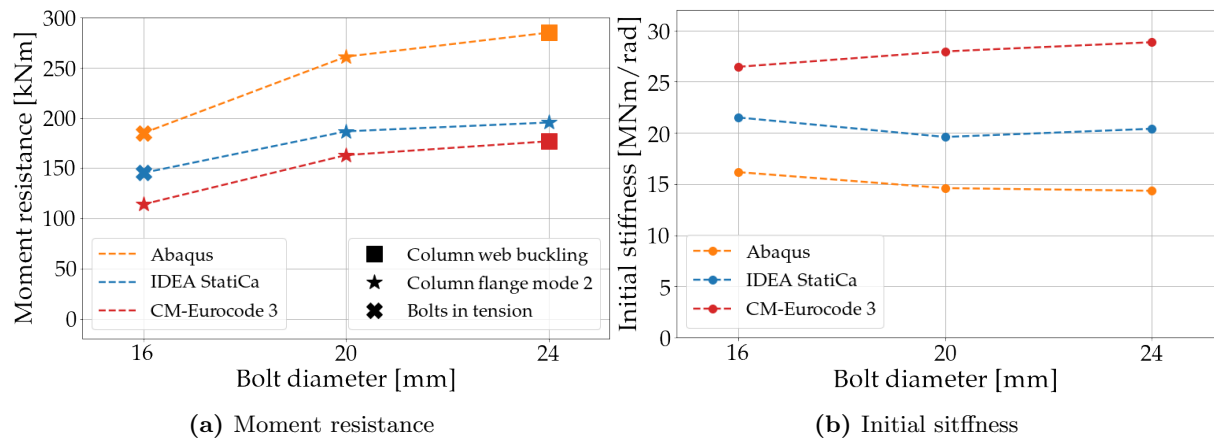 Moment resistance [kNm]
300
250
200
150
100
50
0
Abaqus
IDEA StatiCa
CM-Eurocode 3
Column web buckling
Column flange mode 2
Bolts in tension
16 20 24
Bolt diameter [mm]
(a) Moment resistance
Initial stiffness [MNm/rad]
30
25
20
15
10
5
0
Abaqus
IDEA StatiCa
CM-Eurocode 3
16 20 24
Bolt diameter [mm]
(b) Initial sitffness